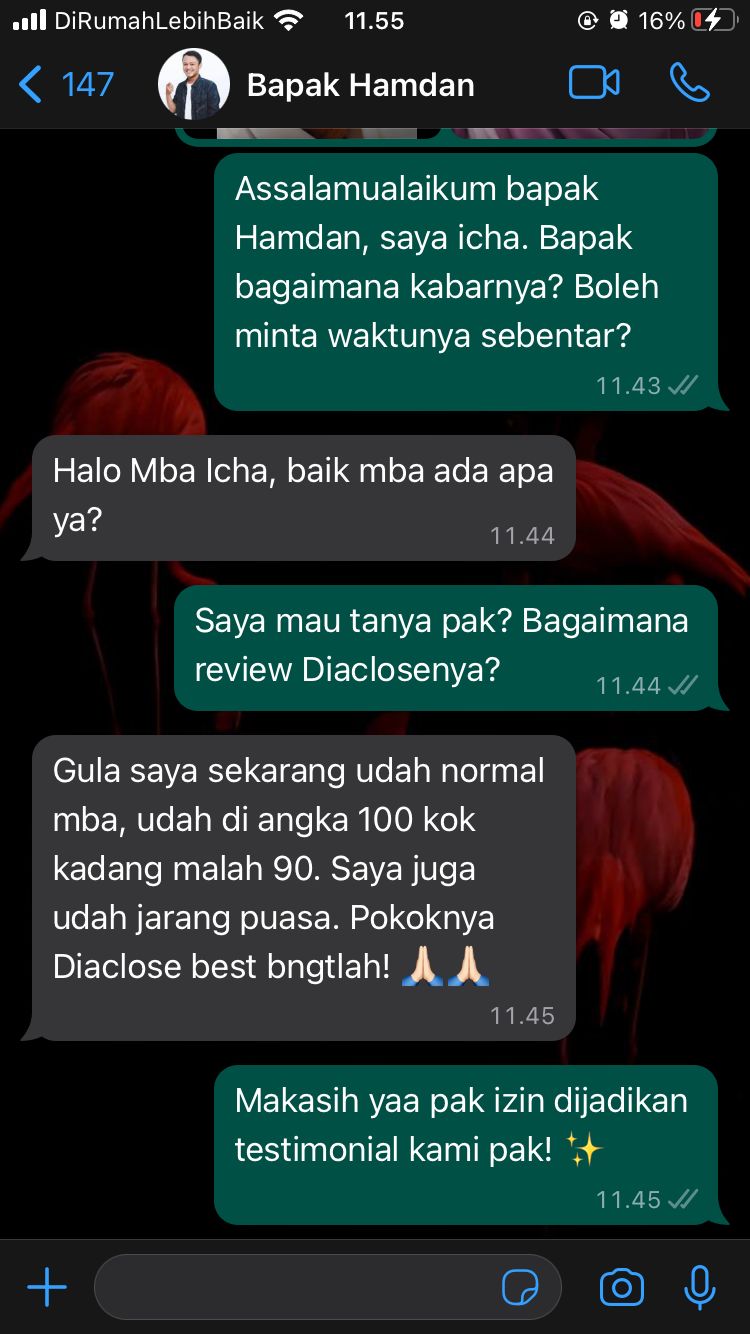 DiRumahLebihBaik 11.55 16%
147 Bapak Hamdan
Assalamualaikum bapak
Hamdan, saya icha. Bapak
bagaimana kabarnya? Boleh
minta waktunya sebentar?
11.43
Halo Mba Icha, baik mba ada apa
ya?
11.44
Saya mau tanya pak? Bagaimana
review Diaclosenya?
11.44
Gula saya sekarang udah normal
mba, udah di angka 100 kok
kadang malah 90. Saya juga
udah jarang puasa. Pokoknya
Diaclose best bngtlah! 🙏🏻🙏🏻
11.45
Makasih yaa pak izin dijadikan
testimonial kami pak! ✨
11.45